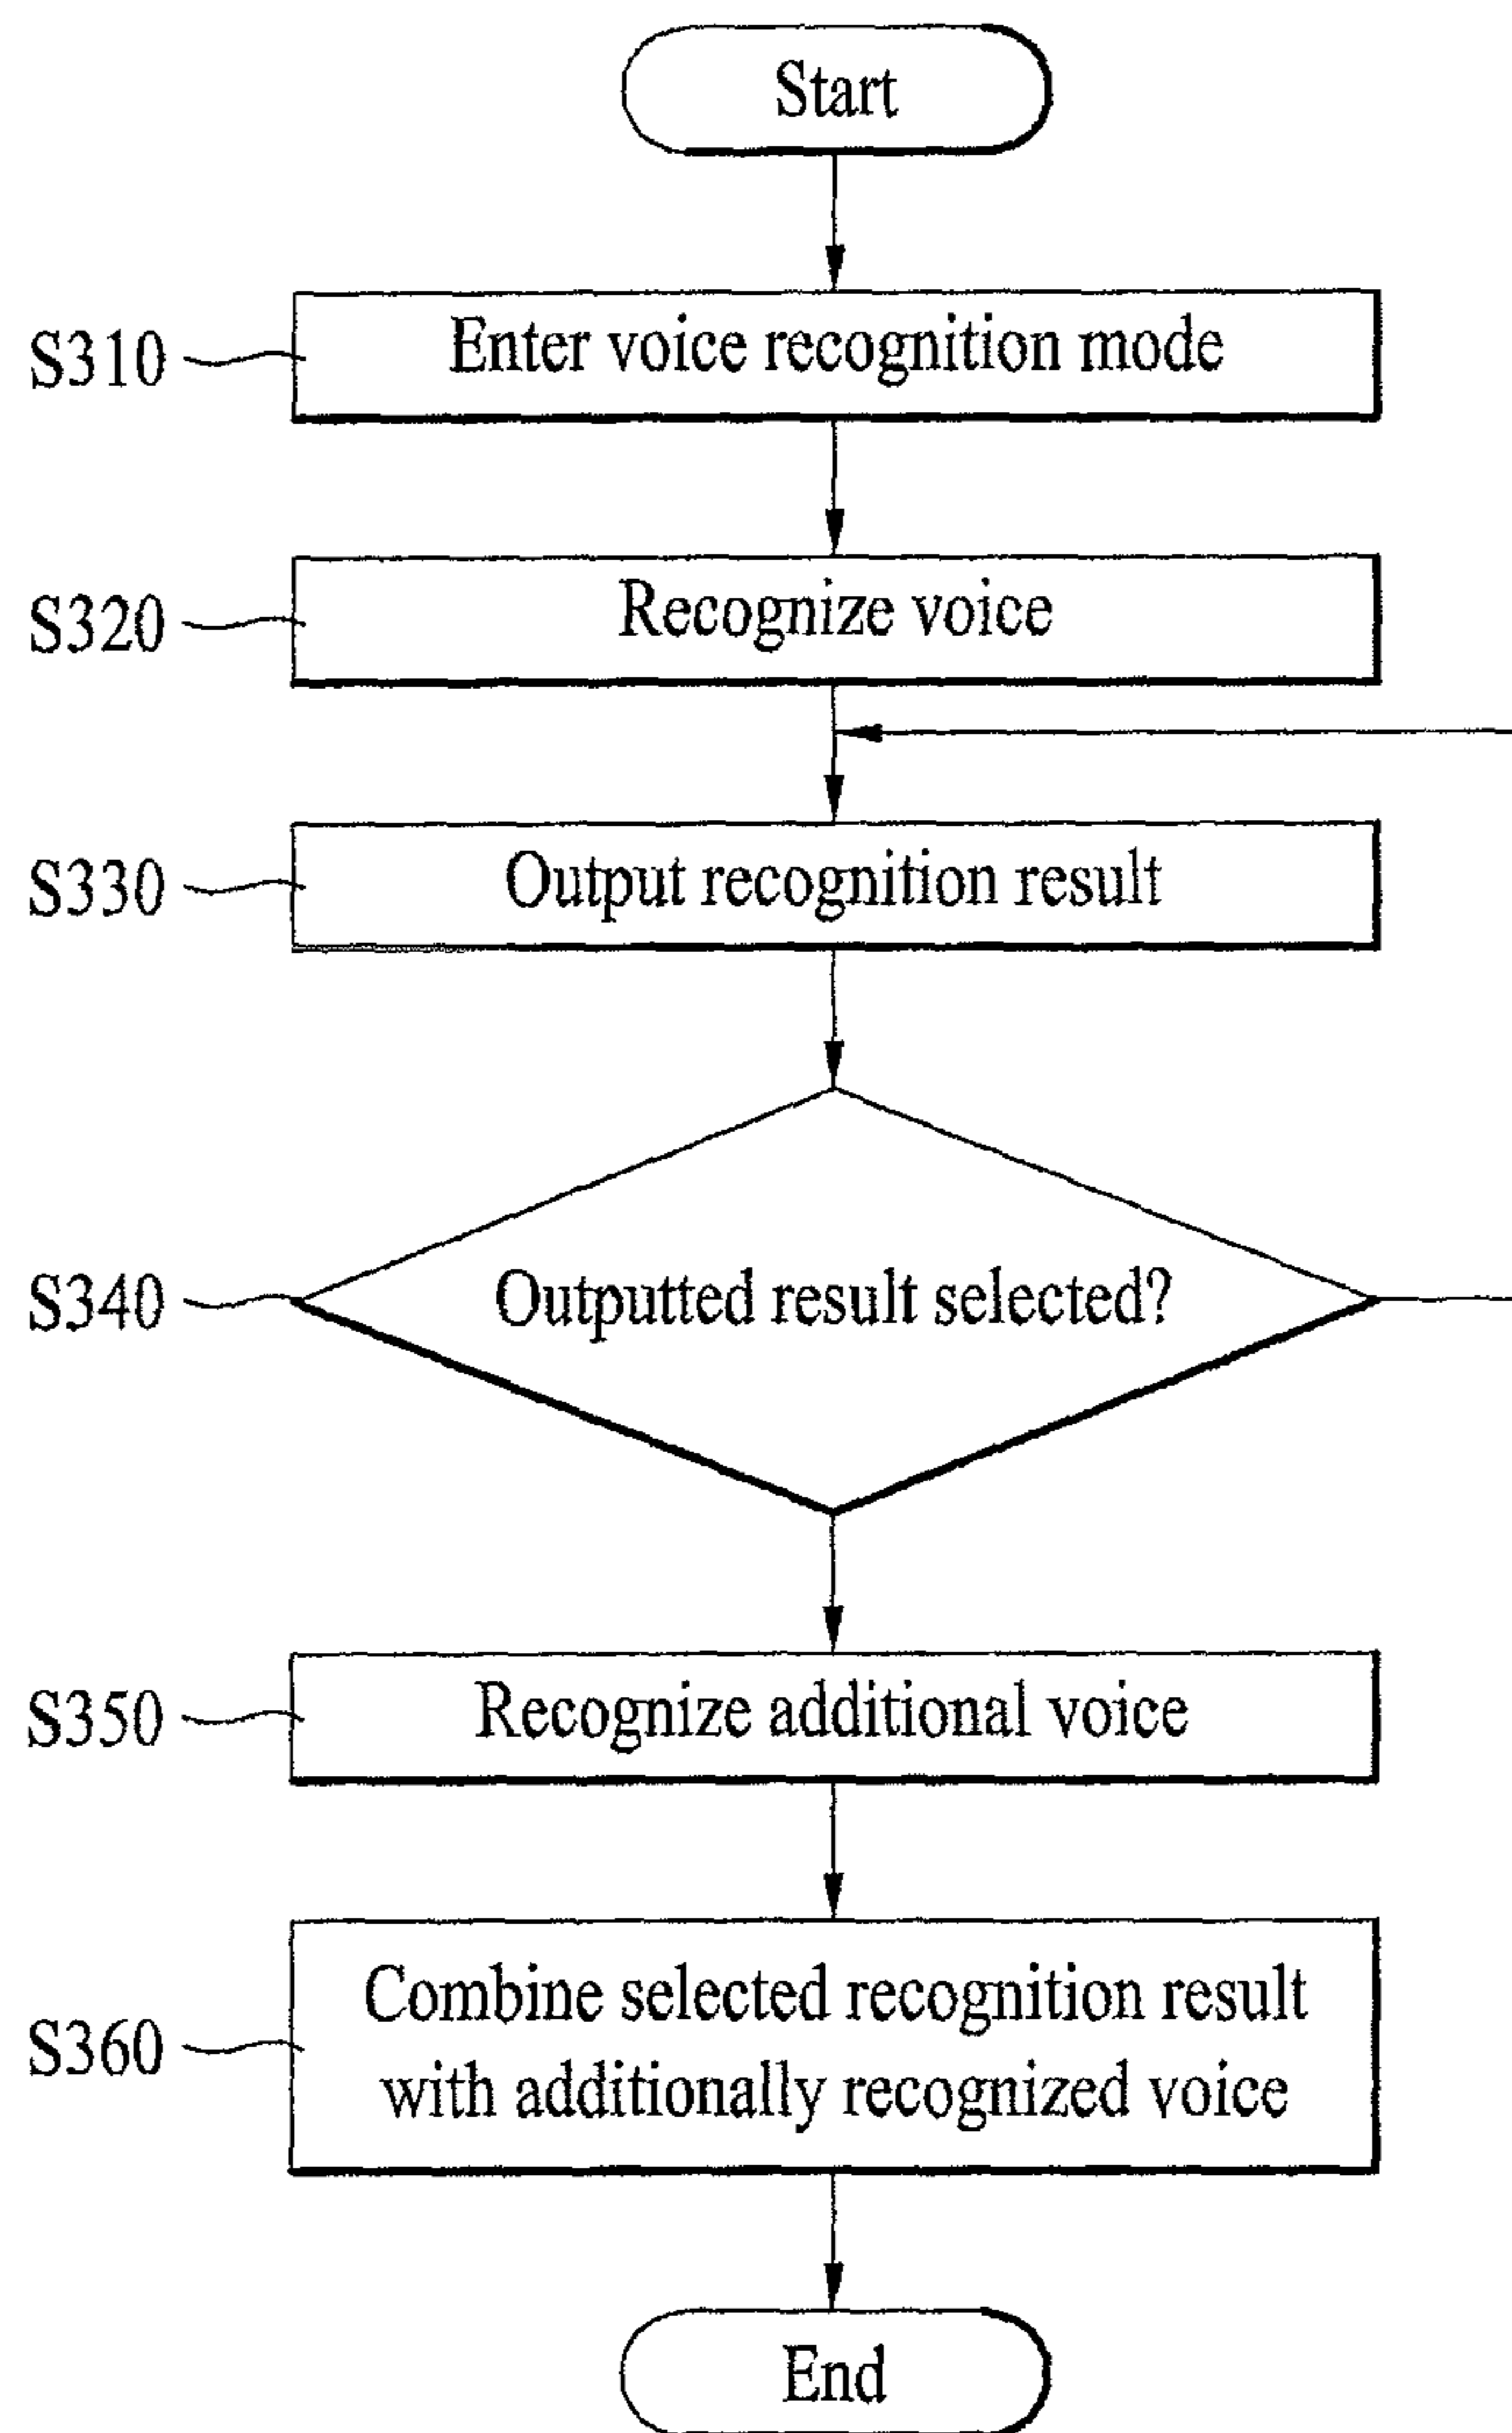 Start
S310
Enter voice recognition mode
S320
Recognize voice
S330
Output recognition result
S340
Outputted result selected?
S350
Recognize additional voice
S360
Combine selected recognition result
with additionally recognized voice
End